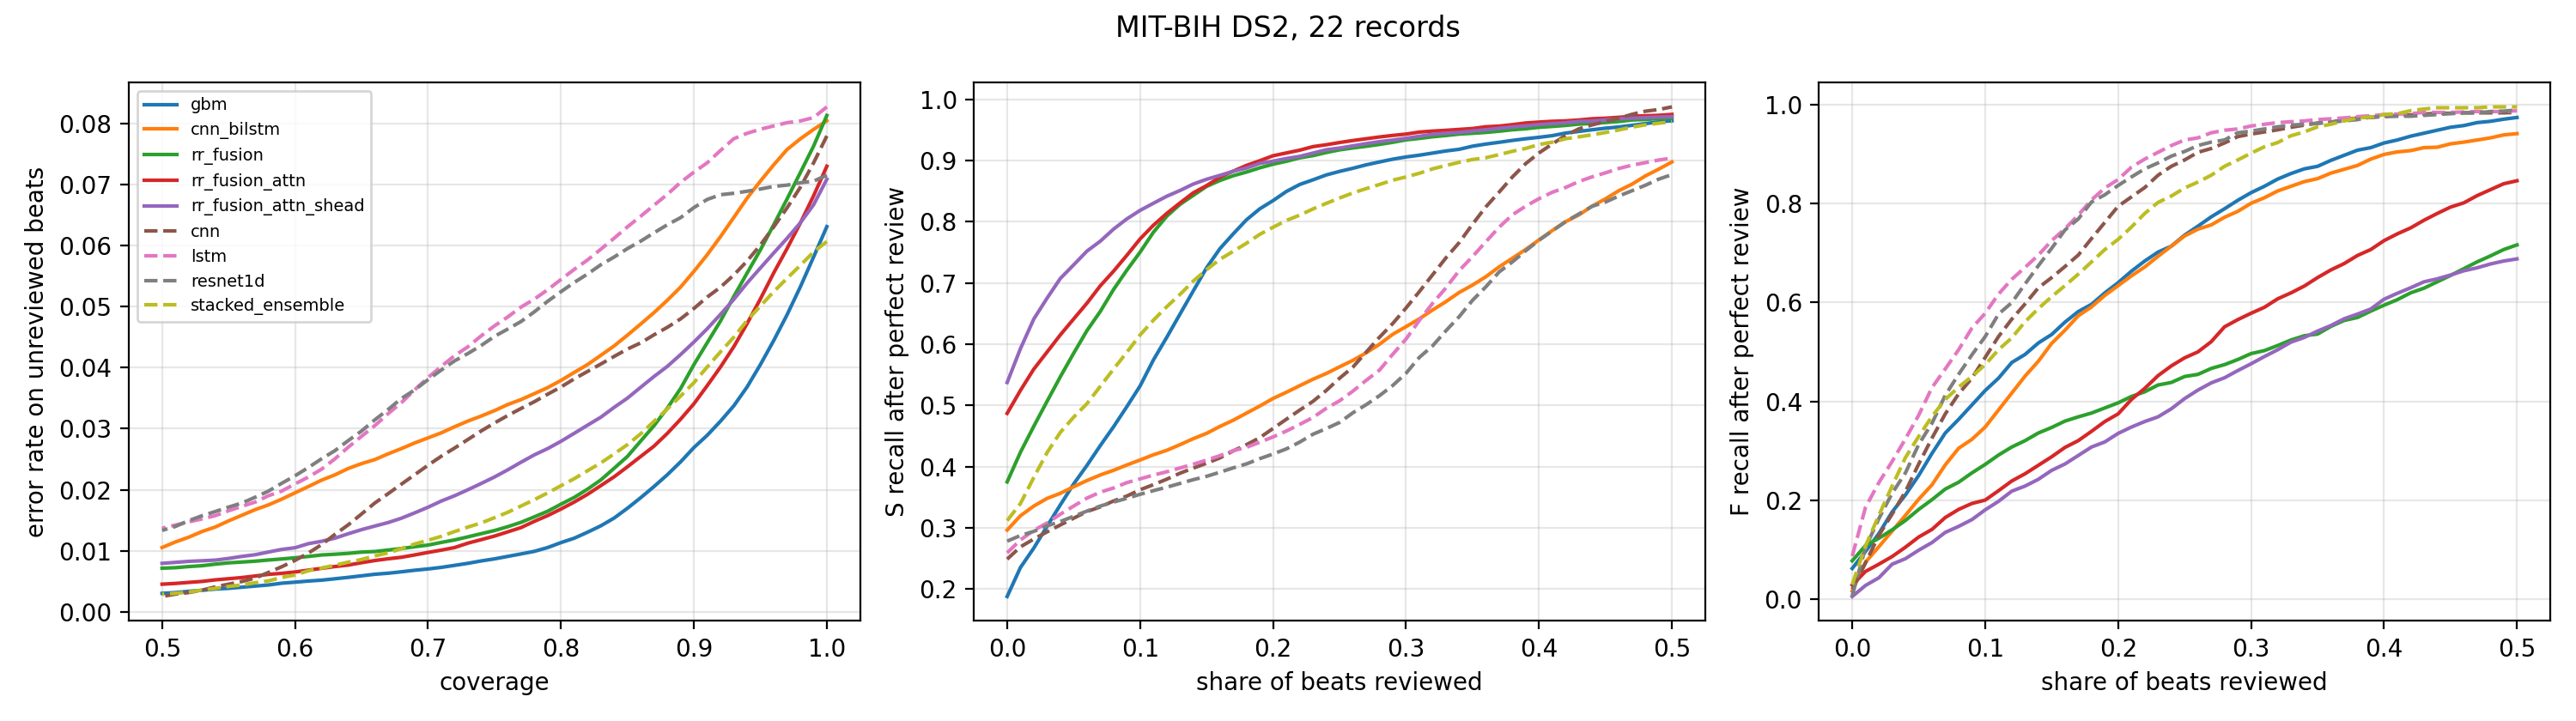 MIT-BIH DS2, 22 records
error rate on unreviewed beats
0.08
0.07
0.06
0.05
0.04
0.03
0.02
0.01
0.00
gbm
cnn_bilstm
rr_fusion
rr_fusion_attn
rr_fusion_attn_shead
cnn
lstm
resnet1d
stacked_ensemble
0.5 0.6 0.7 0.8 0.9 1.0
coverage
S recall after perfect review
1.0
0.9
0.8
0.7
0.6
0.5
0.4
0.3
0.2
0.0 0.1 0.2 0.3 0.4 0.5
share of beats reviewed
F recall after perfect review
1.0
0.8
0.6
0.4
0.2
0.0
0.0 0.1 0.2 0.3 0.4 0.5
share of beats reviewed